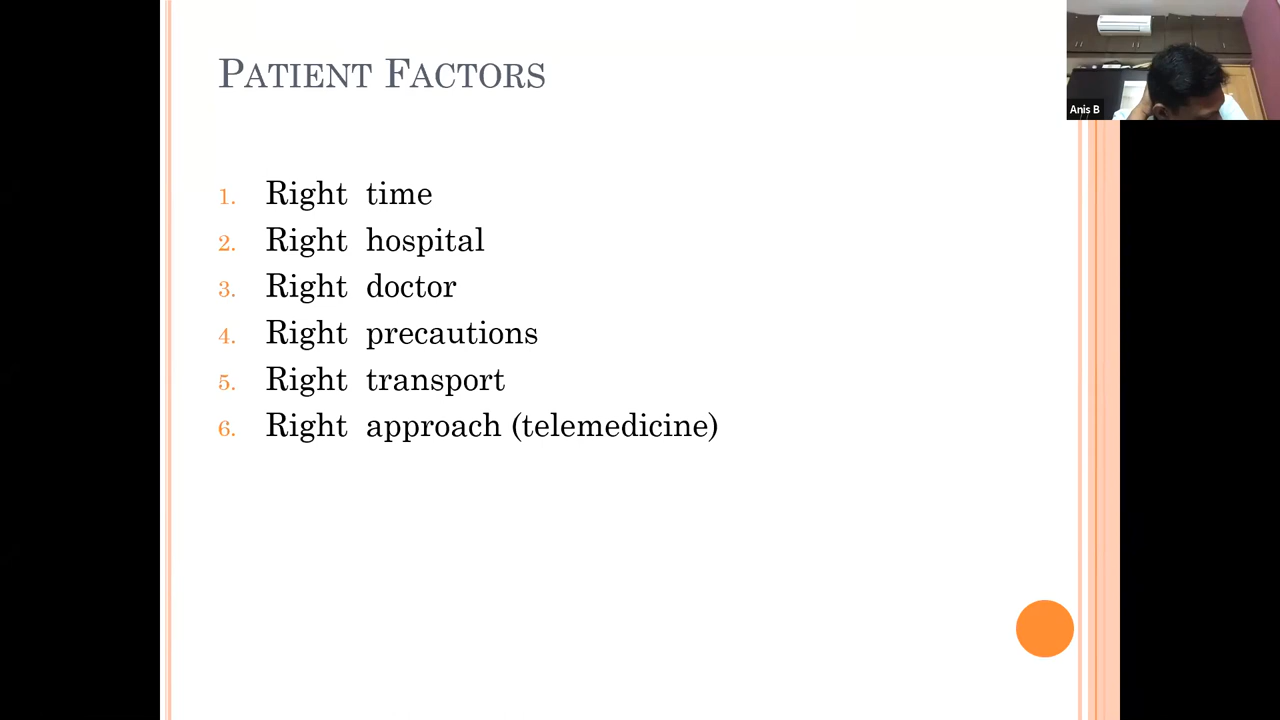 PATIENT FACTORS
1. Right time
2. Right hospital
3. Right doctor
4. Right precautions
5. Right transport
6. Right approach (telemedicine)
Anis B